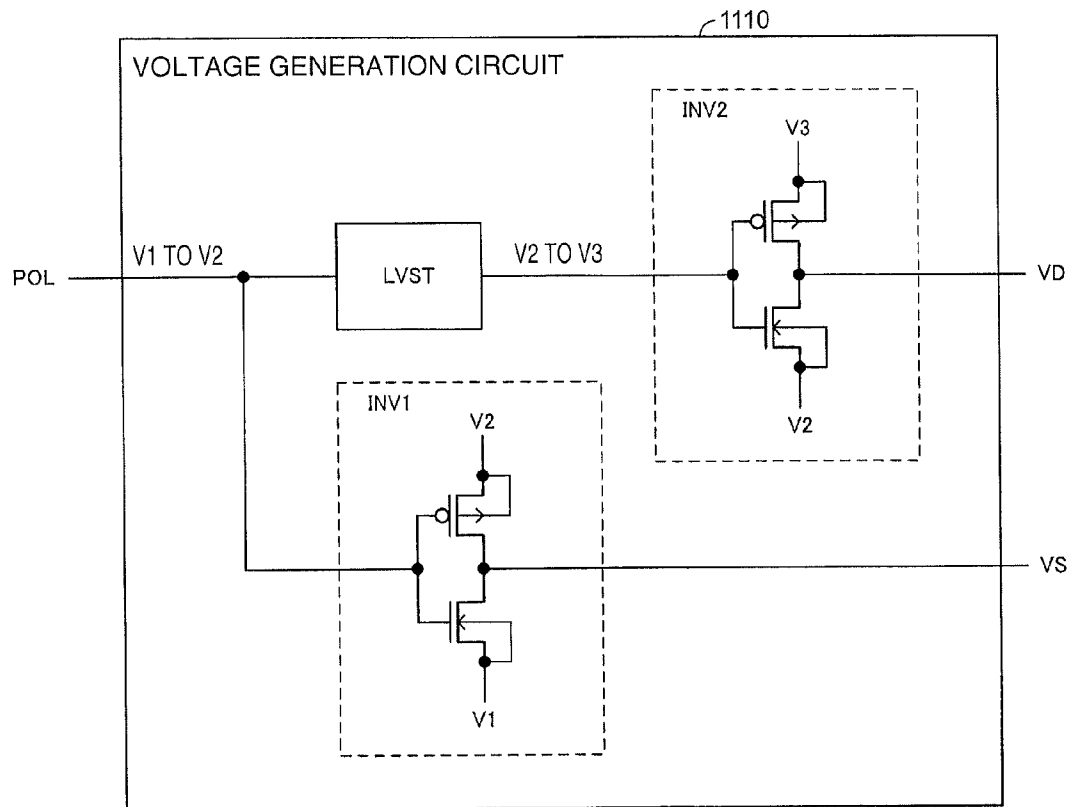 1110
VOLTAGE GENERATION CIRCUIT
INV2
V3
V1 TO V2
V2 TO V3
POL
LVST
VD
INV1
V2
V2
VS
V1